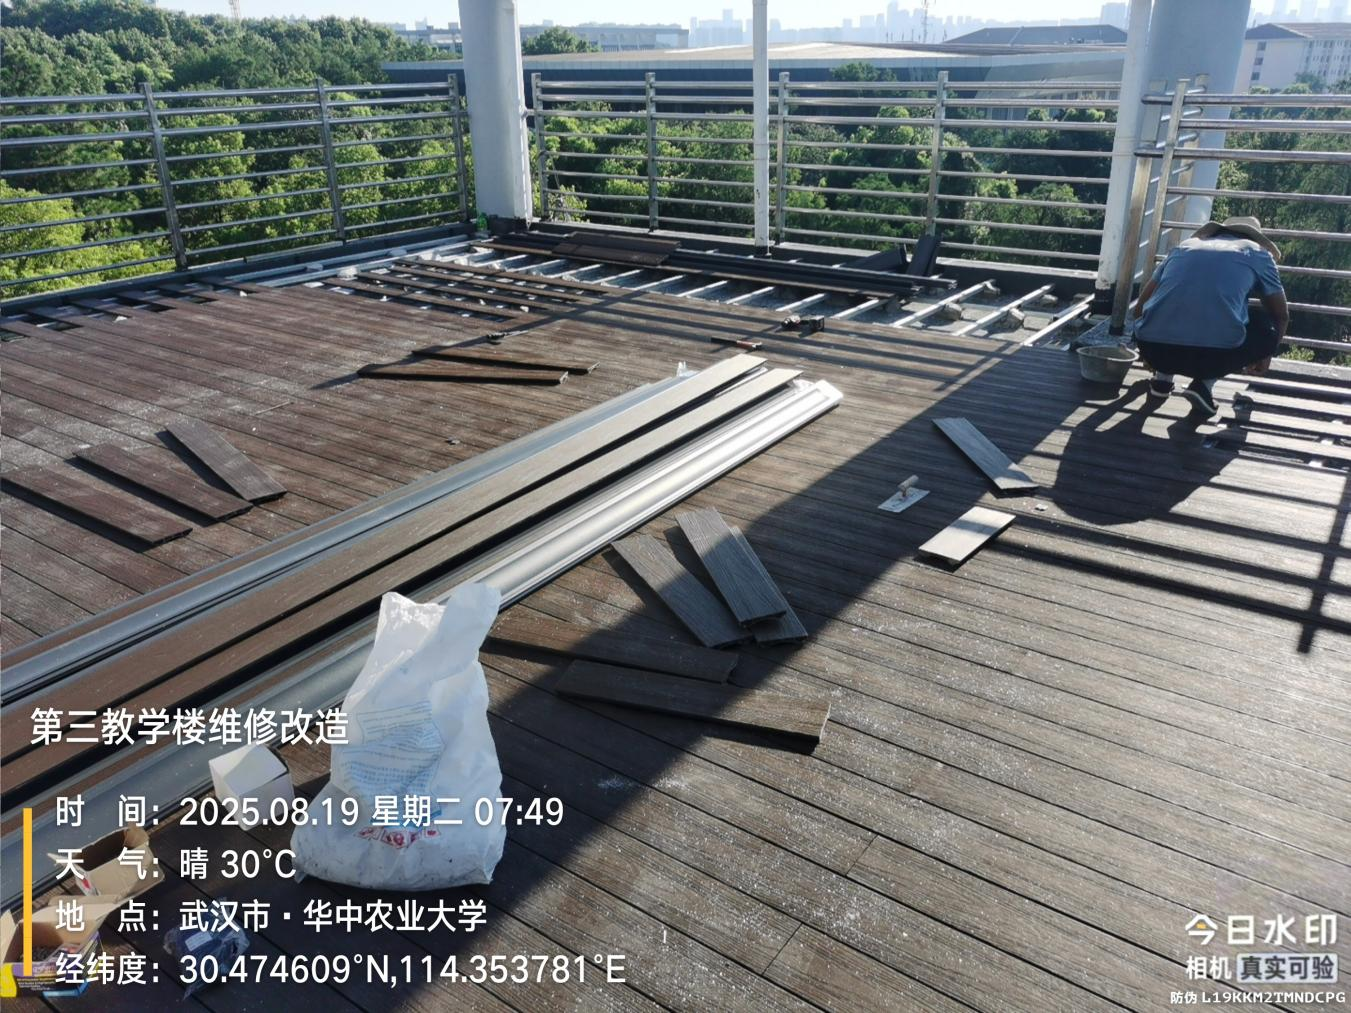 第三教学楼维修改造
时 间：2025.08.19 星期二 07:49
天 气：晴 30°C
地 点：武汉市·华中农业大学
经纬度：30.474609°N,114.353781°E
今日水印
相机 真实可验
防伪 L19KKM2TMNDCPG